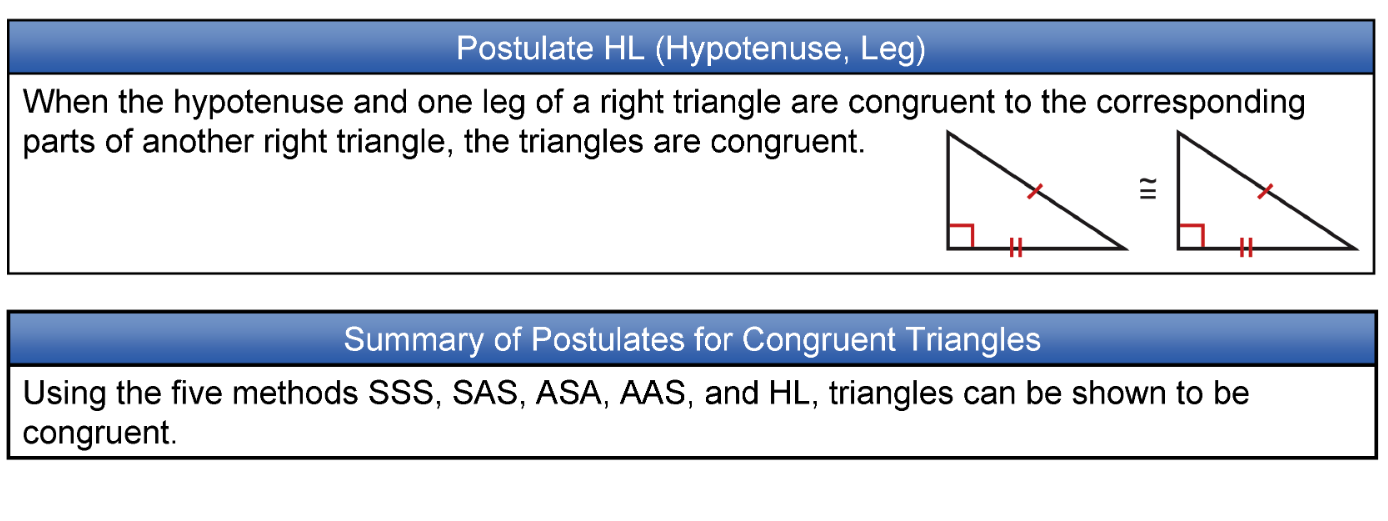 Postulate HL (Hypotenuse, Leg)
When the hypotenuse and one leg of a right triangle are congruent to the corresponding
parts of another right triangle, the triangles are congruent.
≅
Summary of Postulates for Congruent Triangles
Using the five methods SSS, SAS, ASA, AAS, and HL, triangles can be shown to be
congruent.